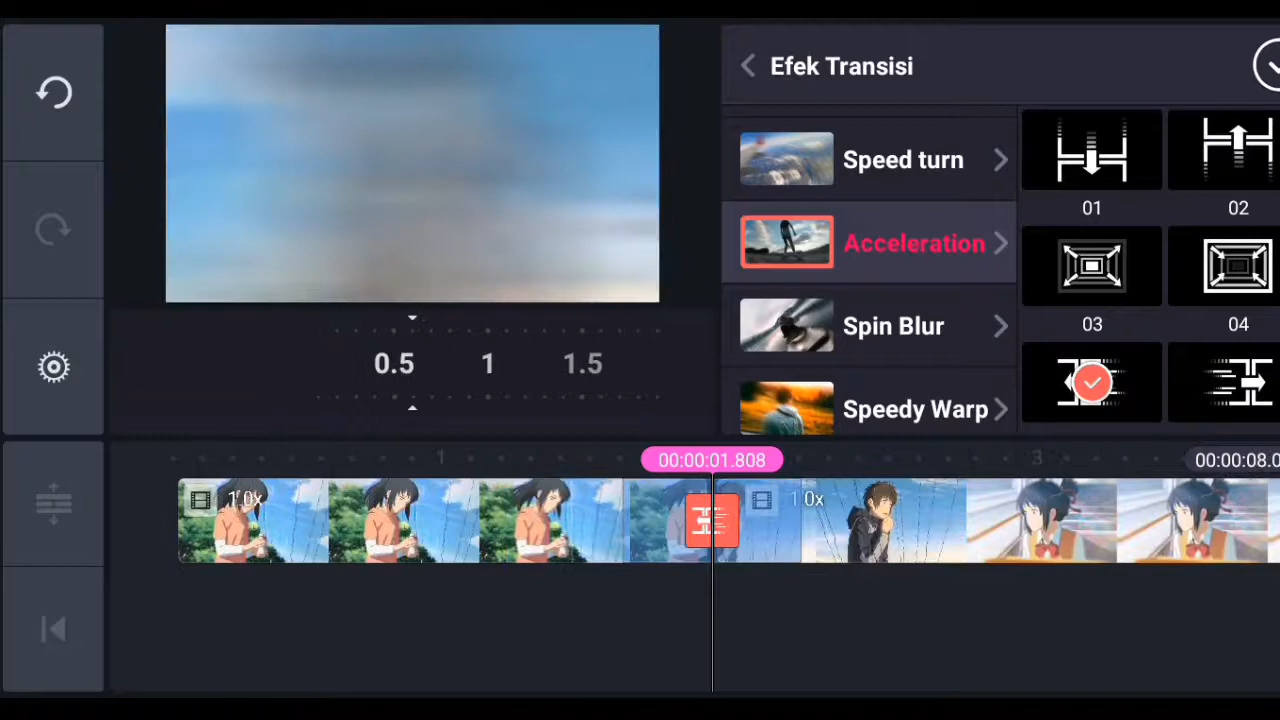 Efek Transisi
Speed turn
Acceleration
Spin Blur
Speedy Warp
01
02
03
04
0.5
1
1.5
1
00:00:01.808
3
00:00:08.0
1.0x
1.0x